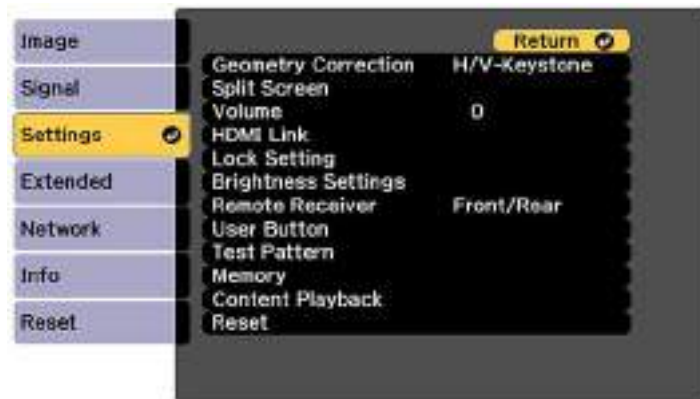 Image
Signal
Settings
Extended
Network
Info
Reset
Return
Geometry Correction H/V-Keystone
Split Screen
Volume 0
HDMI Link
Lock Setting
Brightness Settings
Remote Receiver Front/Rear
User Button
Test Pattern
Memory
Content Playback
Reset